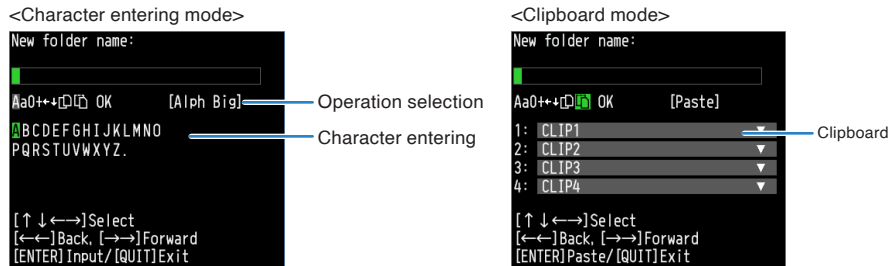 <Character entering mode>
New folder name:
Aa0+←↓ OK [Alph Big]
ABCDEFGHIJKLMNO
PQRSTUVWXYZ.
[↑↓←→]Select
[←←]Back, [→→]Forward
[ENTER]Input/[QUIT]Exit
Operation selection
Character entering
<Clipboard mode>
New folder name:
Aa0+←↓ OK [Paste]
1: CLIP1 ▼
2: CLIP2 ▼
3: CLIP3 ▼
4: CLIP4 ▼
[↑↓←→]Select
[←←]Back, [→→]Forward
[ENTER]Paste/[QUIT]Exit
Clipboard